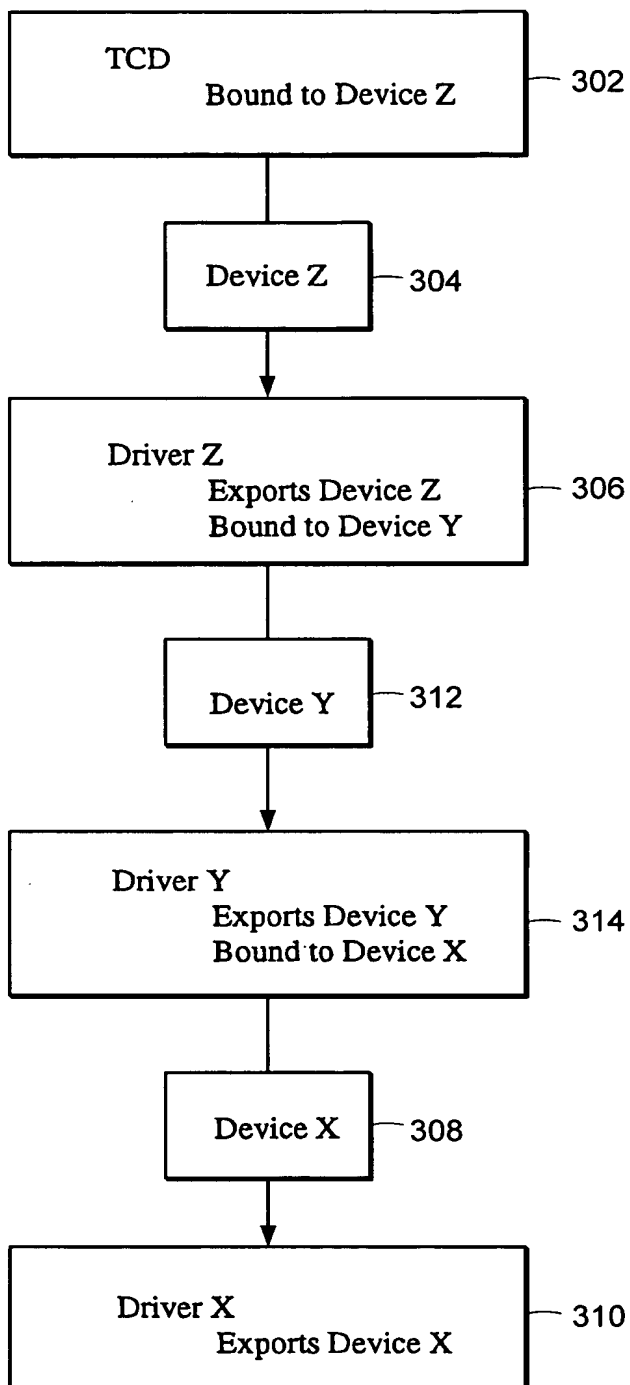 TCD
Bound to Device Z
302
Device Z
304
Driver Z
Exports Device Z
Bound to Device Y
306
Device Y
312
Driver Y
Exports Device Y
Bound to Device X
314
Device X
308
Driver X
Exports Device X
310